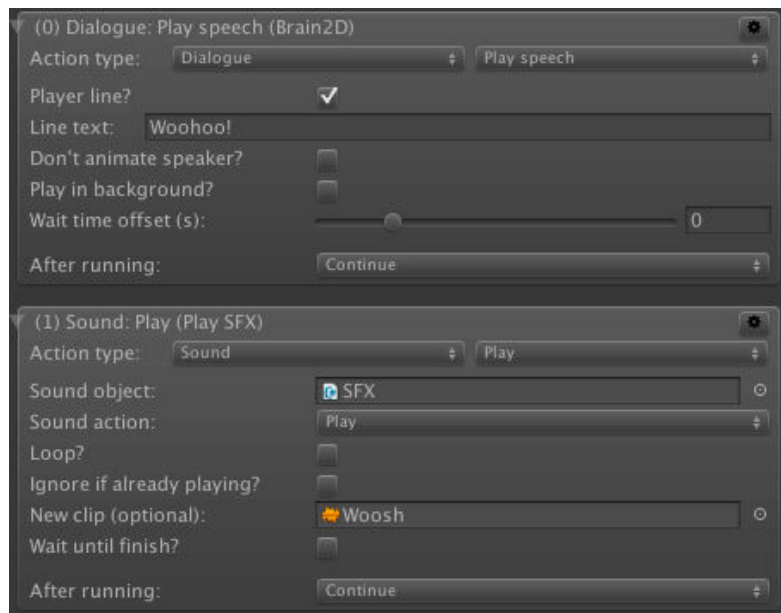 (0) Dialogue: Play speech (Brain2D)
Action type: Dialogue Play speech
Player line?
Line text: Woohoo!
Don't animate speaker?
Play in background?
Wait time offset (s): 0
After running: Continue
(1) Sound: Play (Play SFX)
Action type: Sound Play
Sound object: SFX
Sound action: Play
Loop?
Ignore if already playing?
New clip (optional): Woosh
Wait until finish?
After running: Continue